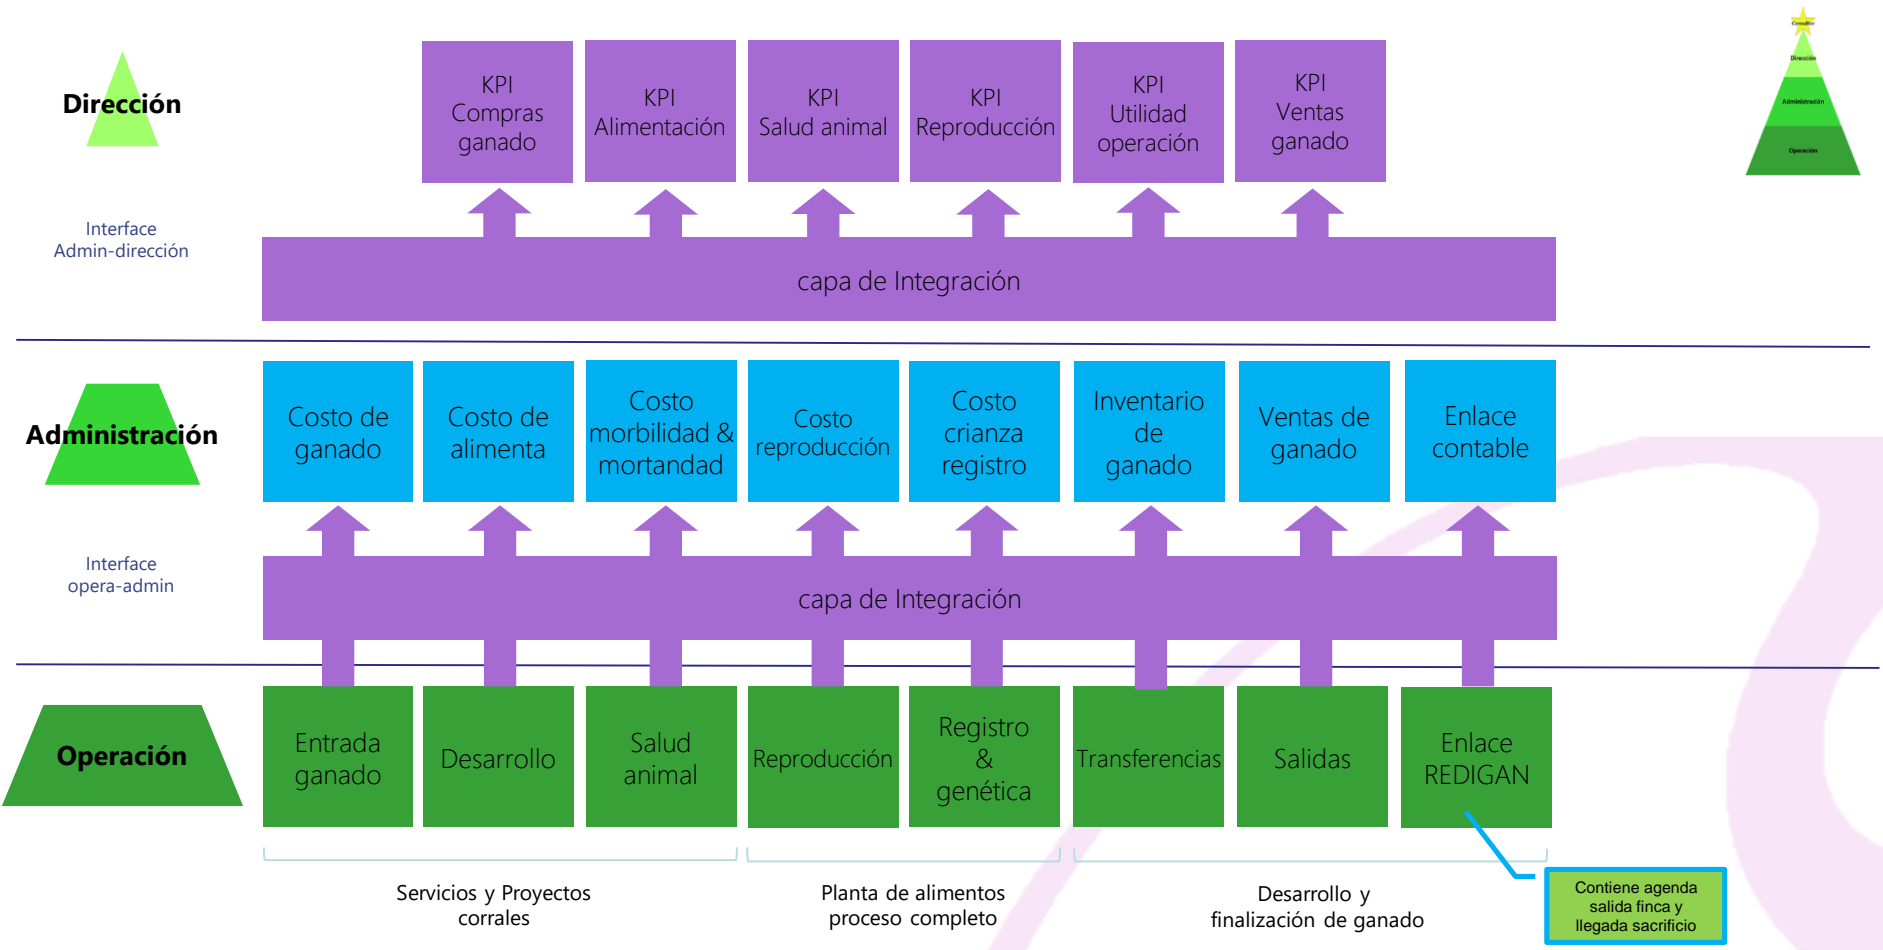 Dirección
KPI
Compras
ganado
KPI
Alimentación
KPI
Salud animal
KPI
Reproducción
KPI
Utilidad
operación
KPI
Ventas
ganado
Consultor
Dirección
Administración
Operación
Interface
Admin-dirección
capa de Integración
Administración
Costo de
ganado
Costo de
alimenta
Costo
morbilidad &
mortandad
Costo
reproducción
Costo
crianza
registro
Inventario
de
ganado
Ventas de
ganado
Enlace
contable
Interface
opera-admin
capa de Integración
Operación
Entrada
ganado
Desarrollo
Salud
animal
Reproducción
Registro
&
genética
Transferencias
Salidas
Enlace
REDIGAN
Servicios y Proyectos
corrales
Planta de alimentos
proceso completo
Desarrollo y
finalización de ganado
Contiene agenda
salida finca y
llegada sacrificio